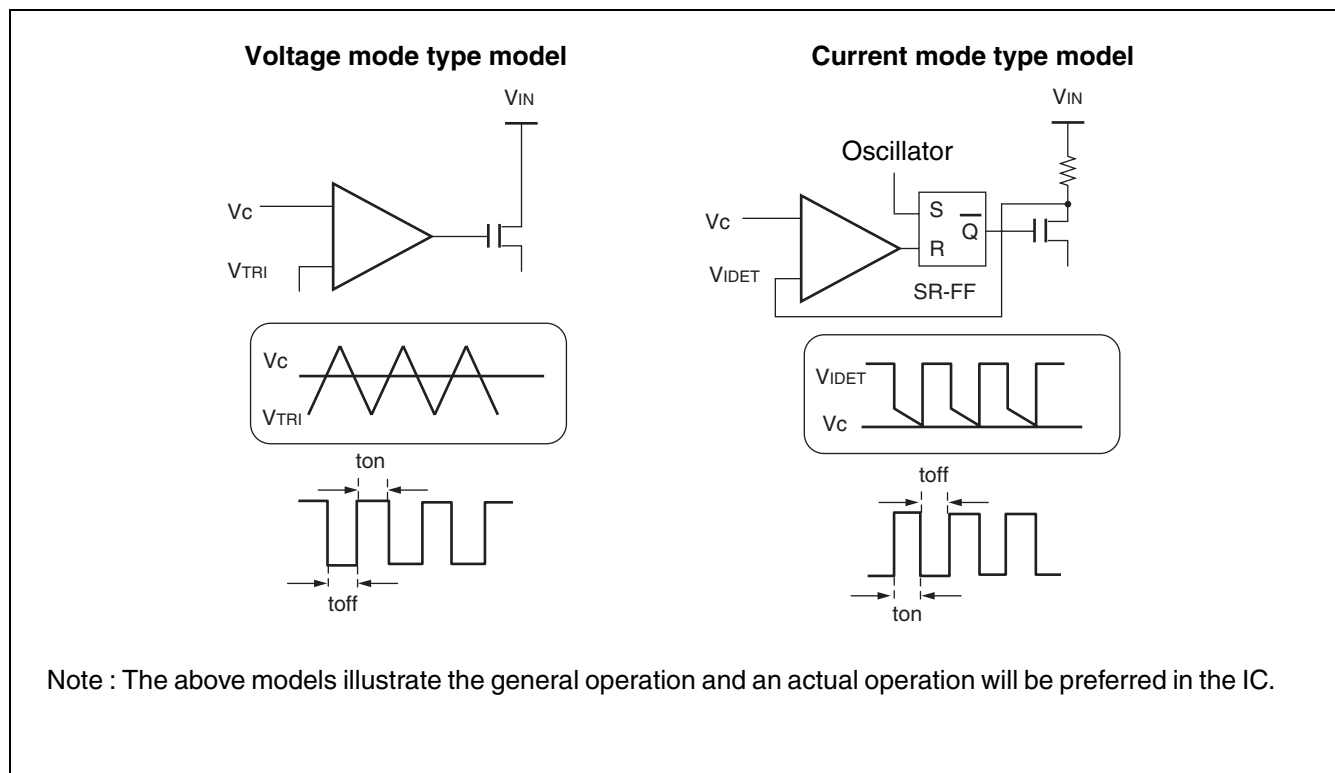 Voltage mode type model
VIN
Vc
VTRI
Vc
VTRI
ton
toff
Current mode type model
VIN
Oscillator
S
Q
R
SR-FF
Vc
VIDET
VIDET
Vc
toff
ton
Note : The above models illustrate the general operation and an actual operation will be preferred in the IC.